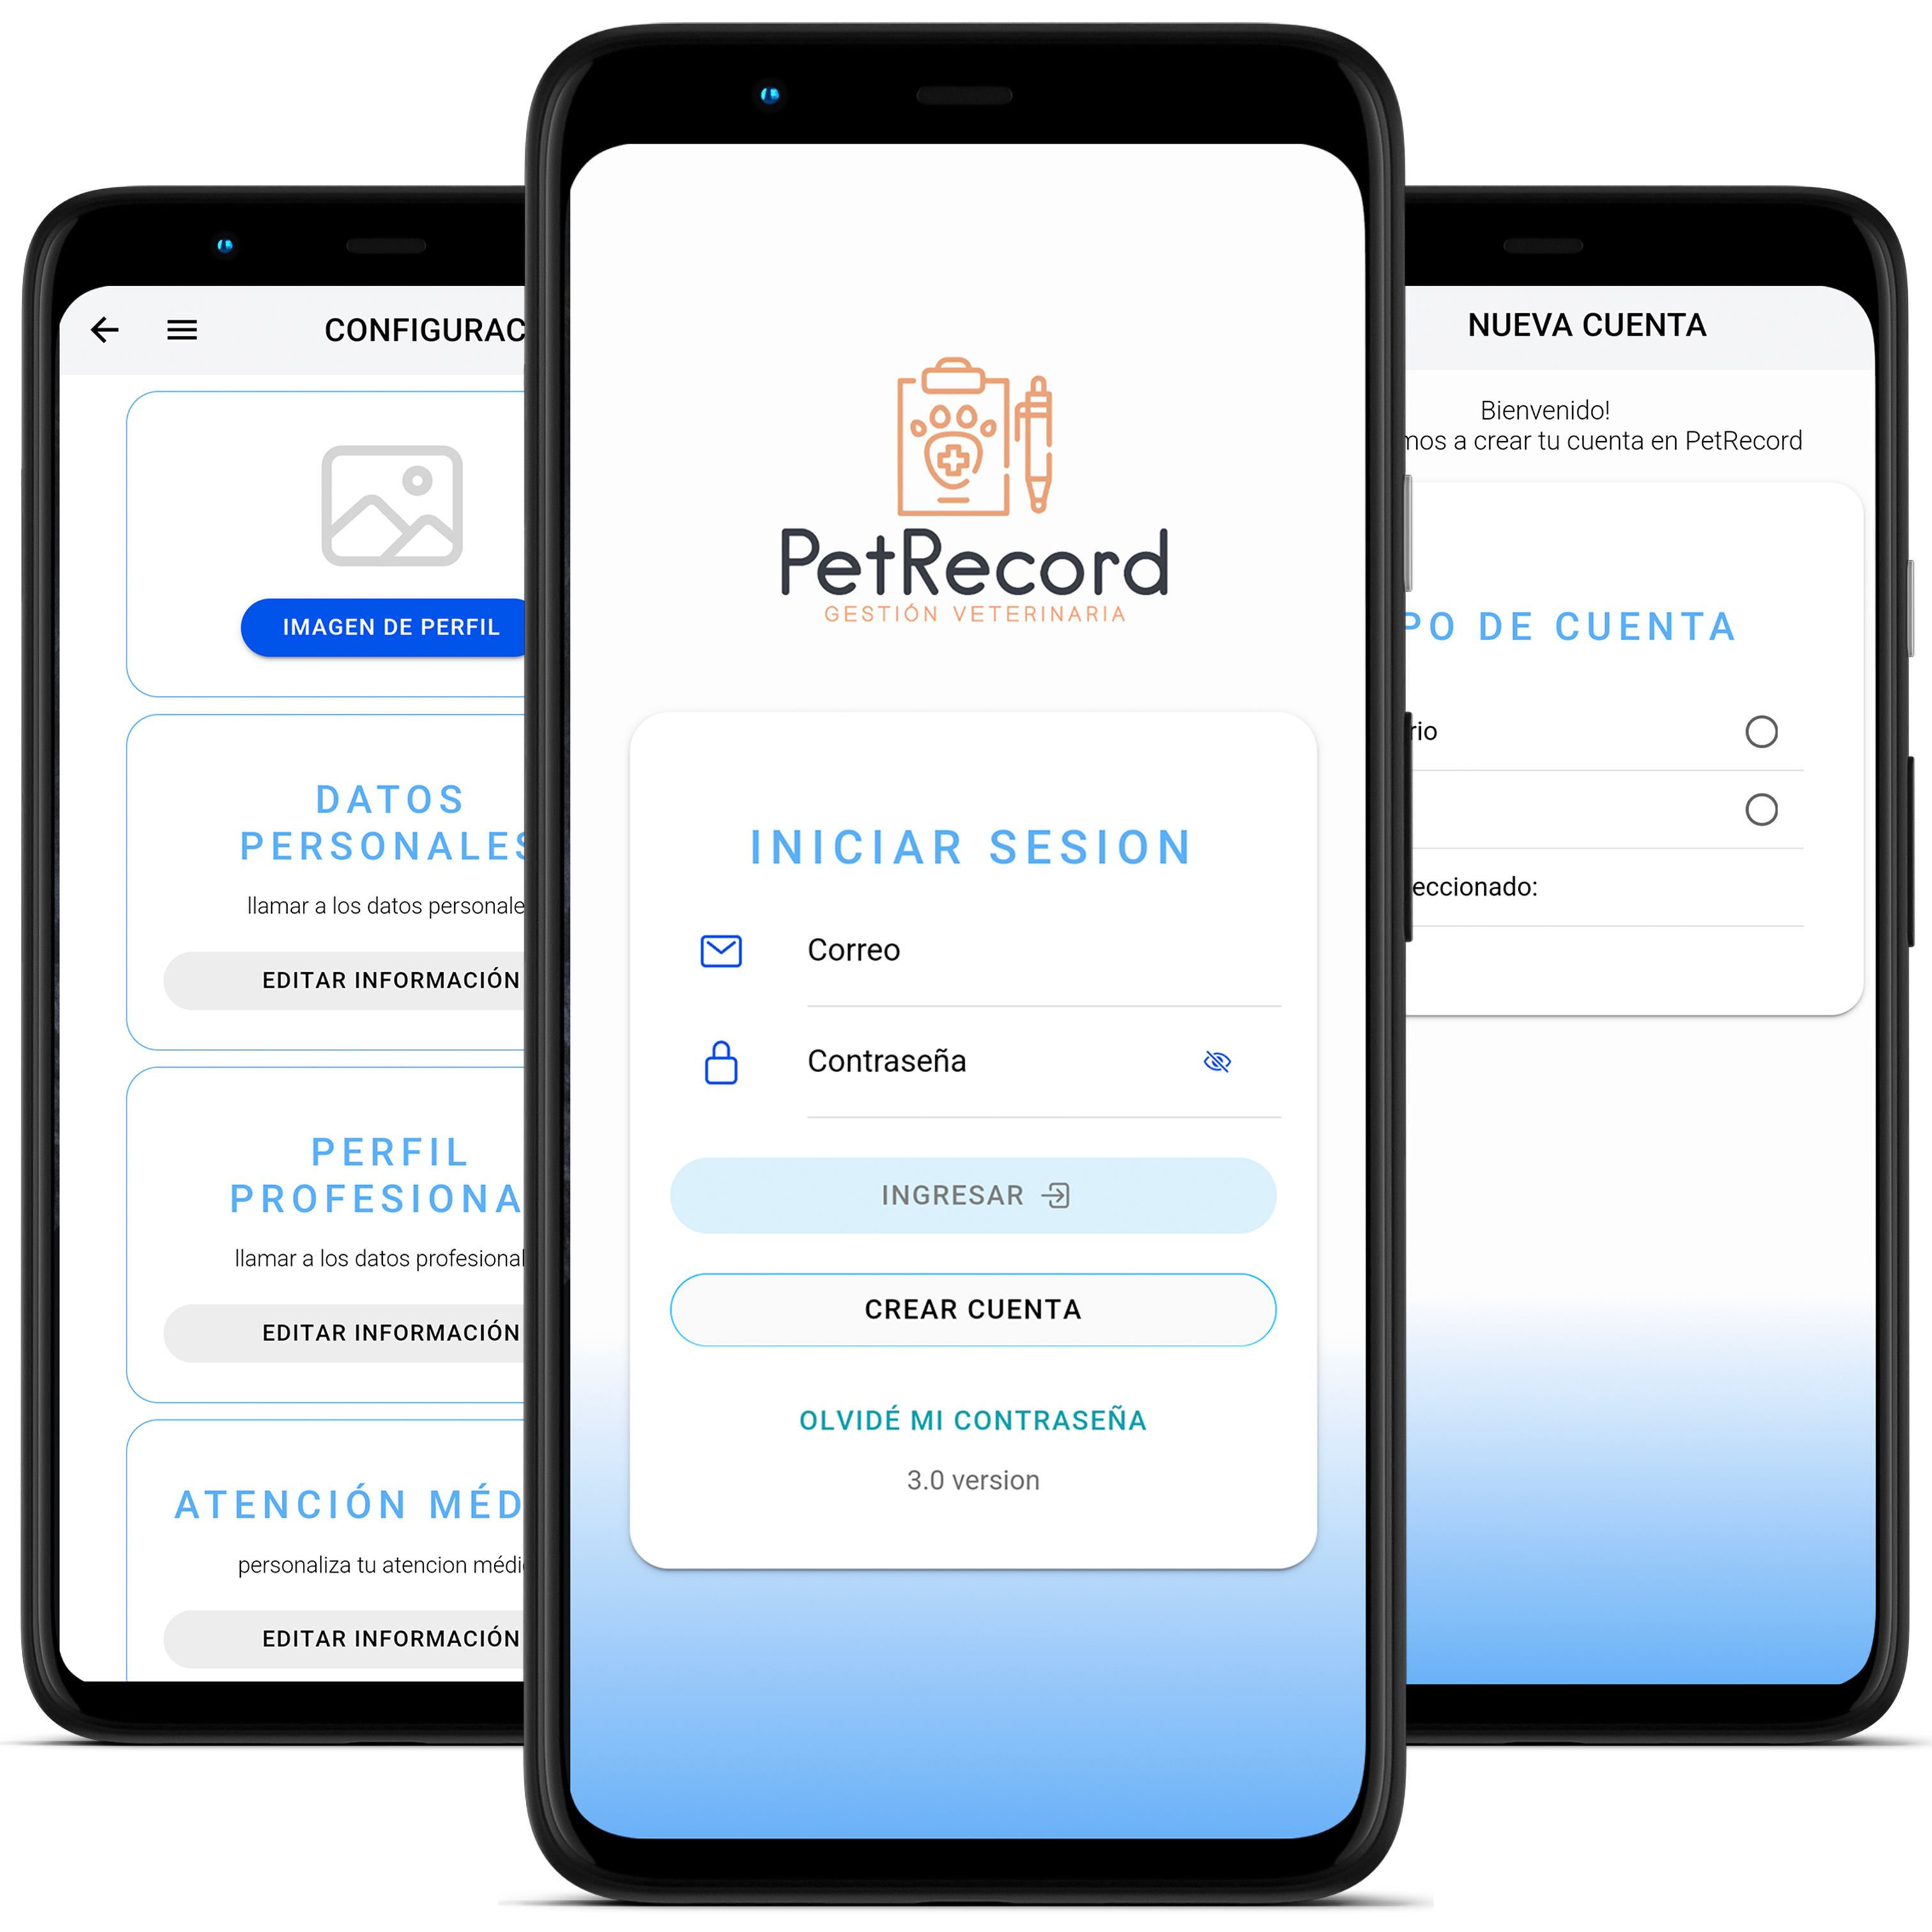 CONFIGURAC
IMAGEN DE PERFIL
DATOS
PERSONALES
llamar a los datos personale
EDITAR INFORMACIÓN
PERFIL
PROFESIONA
llamar a los datos profesional
EDITAR INFORMACIÓN
ATENCIÓN MÉD
personaliza tu atencion médi
EDITAR INFORMACIÓN
PetRecord
GESTIÓN VETERINARIA
INICIAR SESION
Correo
Contraseña
INGRESAR
CREAR CUENTA
OLVIDÉ MI CONTRASEÑA
3.0 version
NUEVA CUENTA
Bienvenido!
mos a crear tu cuenta en PetRecord
PO DE CUENTA
rio
eccionado: